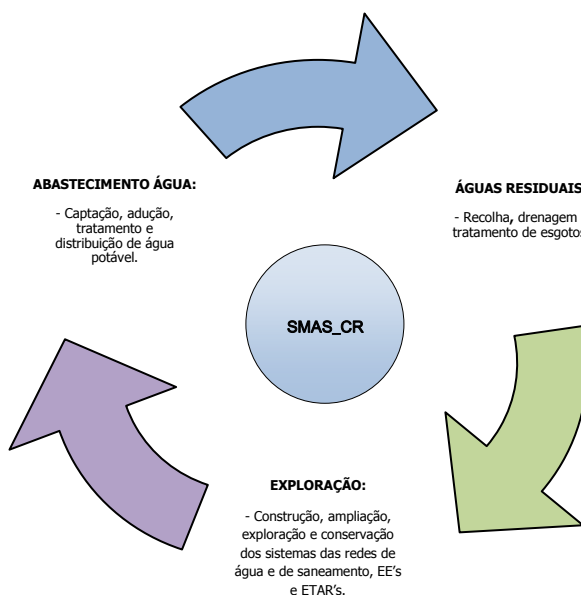 ABASTECIMENTO ÁGUA:
- Captação, adução,
tratamento e
distribuição de água
potável.
ÁGUAS RESIDUAIS
- Recolha, drenagem
tratamento de esgotos
SMAS_CR
EXPLORAÇÃO:
- Construção, ampliação,
exploração e conservação
dos sistemas das redes de
água e de saneamento, EE's
e ETAR's.